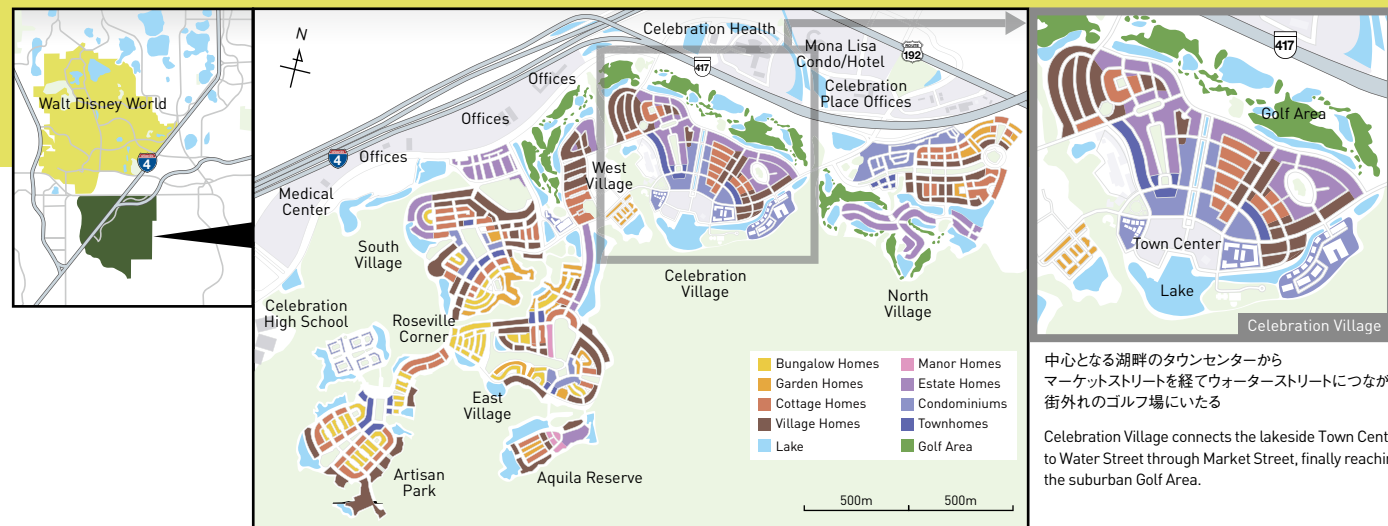 Walt Disney World
4
N
Celebration Health
417
Mona Lisa
Condo/Hotel
ROUTE
192
Celebration
Place Offices
Offices
Offices
4
Offices
Medical
Center
West
Village
South
Village
Celebration
Village
North
Village
Celebration
High School
Roseville
Corner
East
Village
Artisan
Park
Aquila Reserve
Bungalow Homes
Garden Homes
Cottage Homes
Village Homes
Lake
Manor Homes
Estate Homes
Condominiums
Townhomes
Golf Area
500m
500m
417
Golf Area
Town Center
Lake
Celebration Village
中心となる湖畔のタウンセンターから
マーケットストリートを経てウォーターストリートにつなが
街外れのゴルフ場にいたる
Celebration Village connects the lakeside Town Cent
to Water Street through Market Street, finally reachin
the suburban Golf Area.